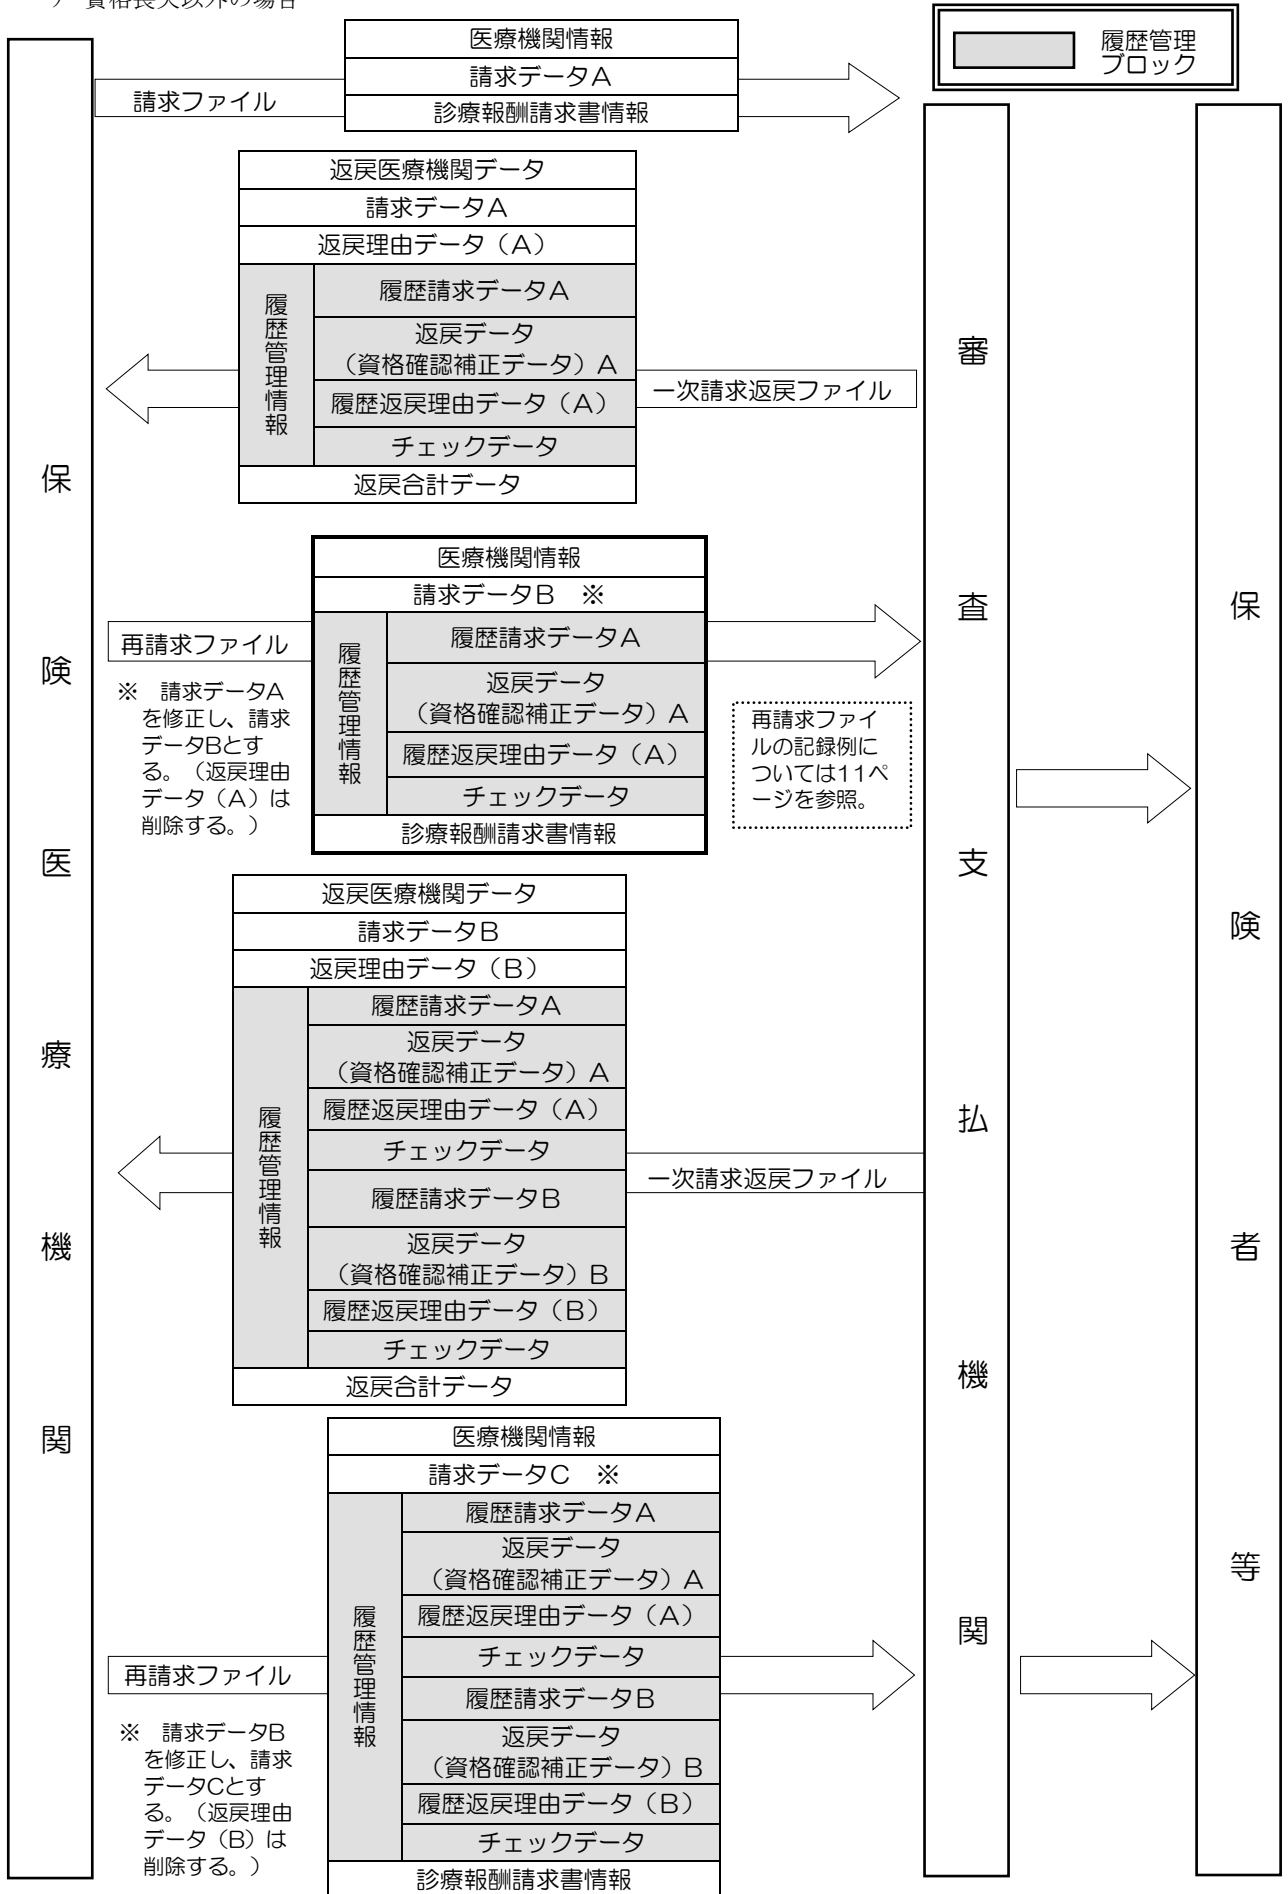 ア 資格喪失以外の場合
履歴管理
ブロック
医療機関情報
請求データA
診療報酬請求書情報
請求ファイル
返戻医療機関データ
請求データA
返戻理由データ（A）
履歴管理情報
履歴請求データA
返戻データ
（資格確認補正データ）A
履歴返戻理由データ（A）
チェックデータ
返戻合計データ
一次請求返戻ファイル
医療機関情報
請求データB　※
履歴管理情報
履歴請求データA
返戻データ
（資格確認補正データ）A
履歴返戻理由データ（A）
チェックデータ
診療報酬請求書情報
再請求ファイル
※　請求データA
を修正し、請求
データBとす
る。（返戻理由
データ（A）は
削除する。）
再請求ファイ
ルの記録例に
ついては11ペ
ージを参照。
返戻医療機関データ
請求データB
返戻理由データ（B）
履歴管理情報
履歴請求データA
返戻データ
（資格確認補正データ）A
履歴返戻理由データ（A）
チェックデータ
履歴請求データB
返戻データ
（資格確認補正データ）B
履歴返戻理由データ（B）
チェックデータ
返戻合計データ
一次請求返戻ファイル
医療機関情報
請求データC　※
履歴管理情報
履歴請求データA
返戻データ
（資格確認補正データ）A
履歴返戻理由データ（A）
チェックデータ
履歴請求データB
返戻データ
（資格確認補正データ）B
履歴返戻理由データ（B）
チェックデータ
診療報酬請求書情報
再請求ファイル
※　請求データB
を修正し、請求
データCとす
る。（返戻理由
データ（B）は
削除する。）
保険医療機関
審査支払機関
保険者等